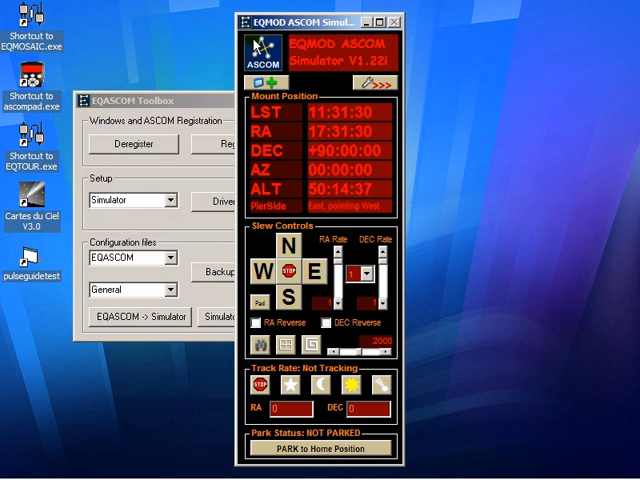 Shortcut to
EQMOSAIC.exe
Shortcut to
ascompad.exe
Shortcut to
EQTOUR.exe
Cartes du Ciel
V3.0
pulseguidetest
EQASCOM Toolbox
Windows and ASCOM Registration
Deregister
Reg
Setup
Simulator
Driver
Configuration files
EQASCOM
Backup
General
EQASCOM -> Simulator
Simulato
EQMOD ASCOM Simul...
ASCOM
EQMOD ASCOM
Simulator V1.22i
>>>
Mount Position
LST 11:31:30
RA 17:31:30
DEC +90:00:00
AZ 00:00:00
ALT 50:14:37
PierSide East, pointing West
Slew Controls
RA Rate DEC Rate
N
W STOP E
S
1
Pad
1 1
RA Reverse DEC Reverse
2000
Track Rate: Not Tracking
STOP
RA 0 DEC 0
Park Status: NOT PARKED
PARK to Home Position